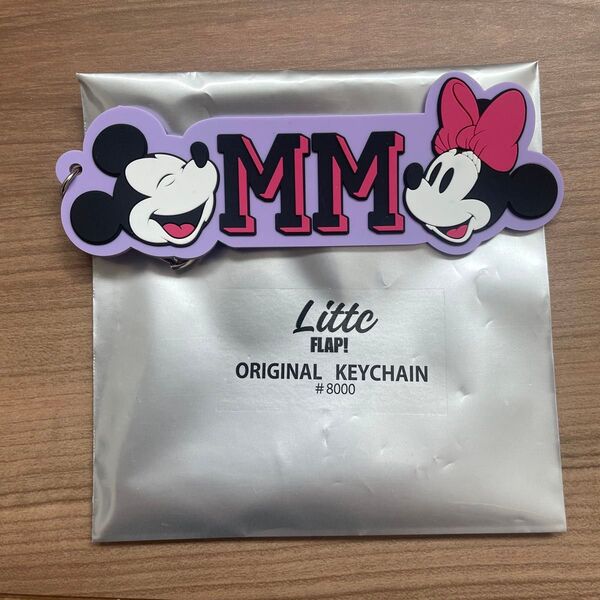 MM
Littc
FLAP!
ORIGINAL KEYCHAIN
#8000